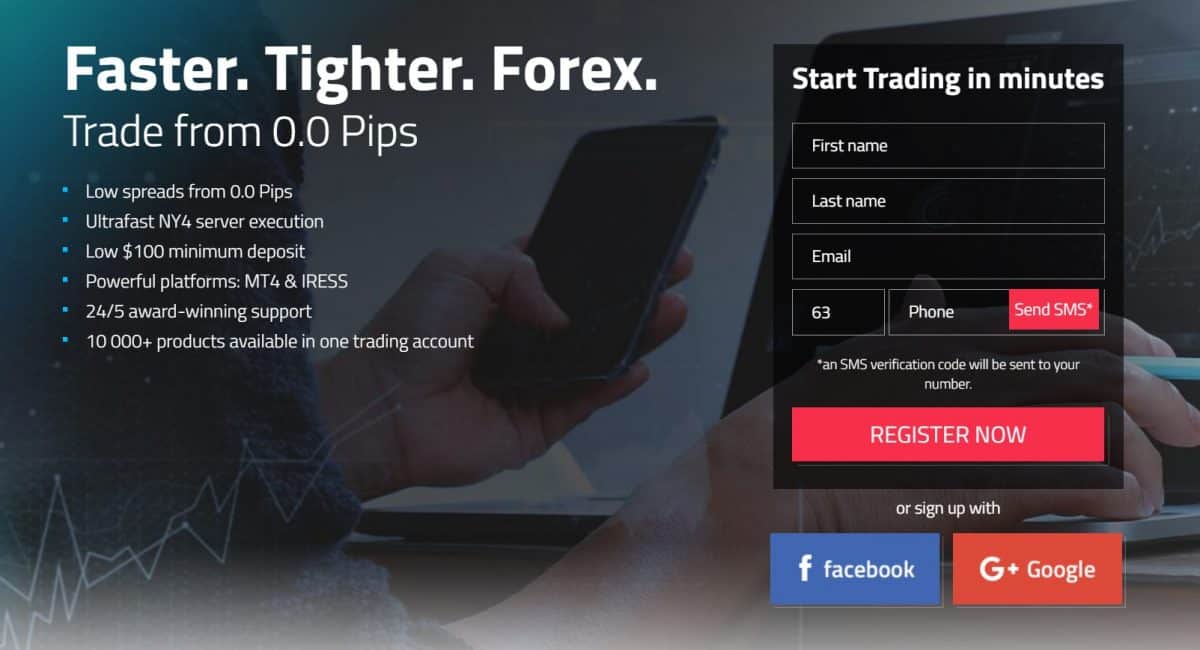 Faster. Tighter. Forex.
Trade from 0.0 Pips
Low spreads from 0.0 Pips
Ultrafast NY4 server execution
Low $100 minimum deposit
Powerful platforms: MT4 & IRESS
24/5 award-winning support
10 000+ products available in one trading account
Start Trading in minutes
First name
Last name
Email
63 Phone Send SMS*
*an SMS verification code will be sent to your
number.
REGISTER NOW
or sign up with
f facebook G+ Google